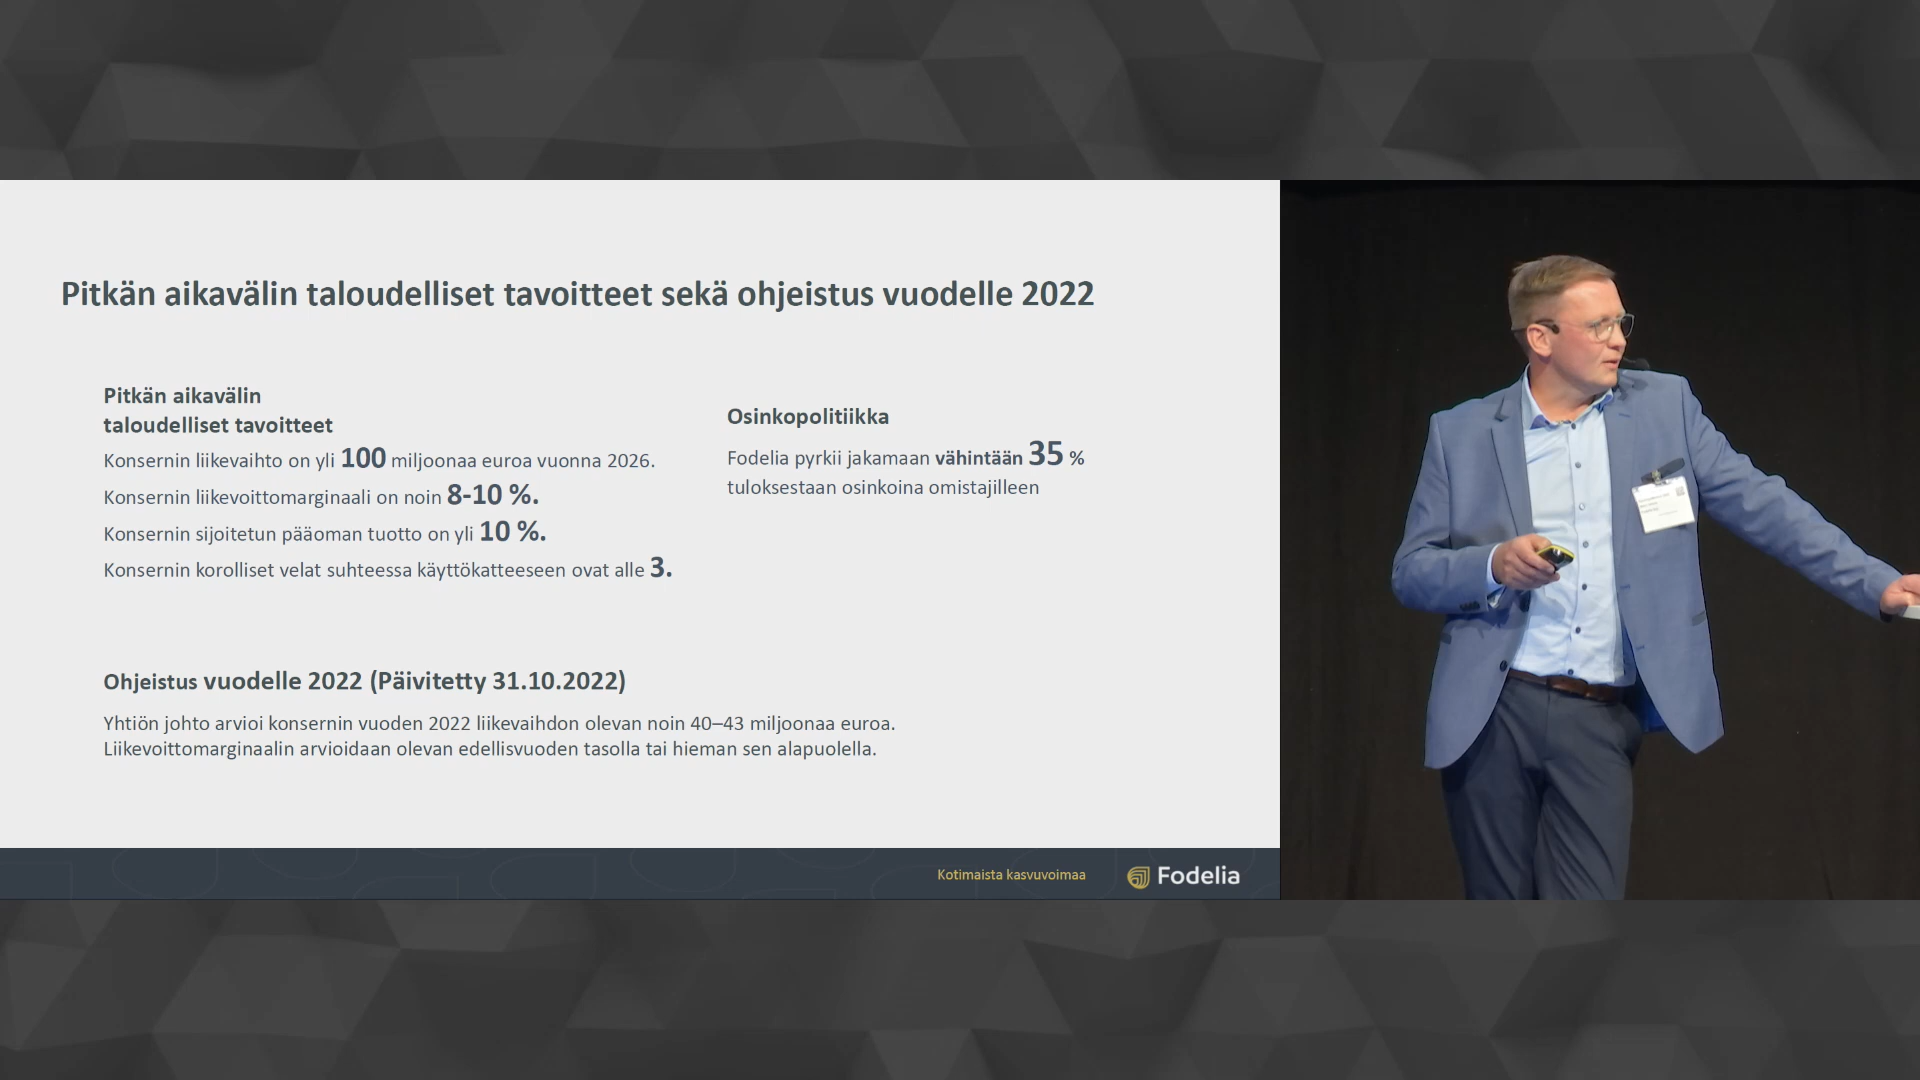 Pitkän aikavälin taloudelliset tavoitteet sekä ohjeistus vuodelle 2022
Pitkän aikavälin
taloudelliset tavoitteet
Konsernin liikevaihto on yli 100 miljoonaa euroa vuonna 2026.
Konsernin liikevoittomarginaali on noin 8-10 %.
Konsernin sijoitetun pääoman tuotto on yli 10 %.
Konsernin korolliset velat suhteessa käyttökatteeseen ovat alle 3.
Osinkopolitiikka
Fodelia pyrkii jakamaan vähintään 35 %
tuloksestaan osinkoina omistajilleen
Ohjeistus vuodelle 2022 (Päivitetty 31.10.2022)
Yhtiön johto arvioi konsernin vuoden 2022 liikevaihdon olevan noin 40–43 miljoonaa euroa.
Liikevoittomarginaalin arvioidaan olevan edellisvuoden tasolla tai hieman sen alapuolella.
Kotimaista kasvuvoimaa
Fodelia